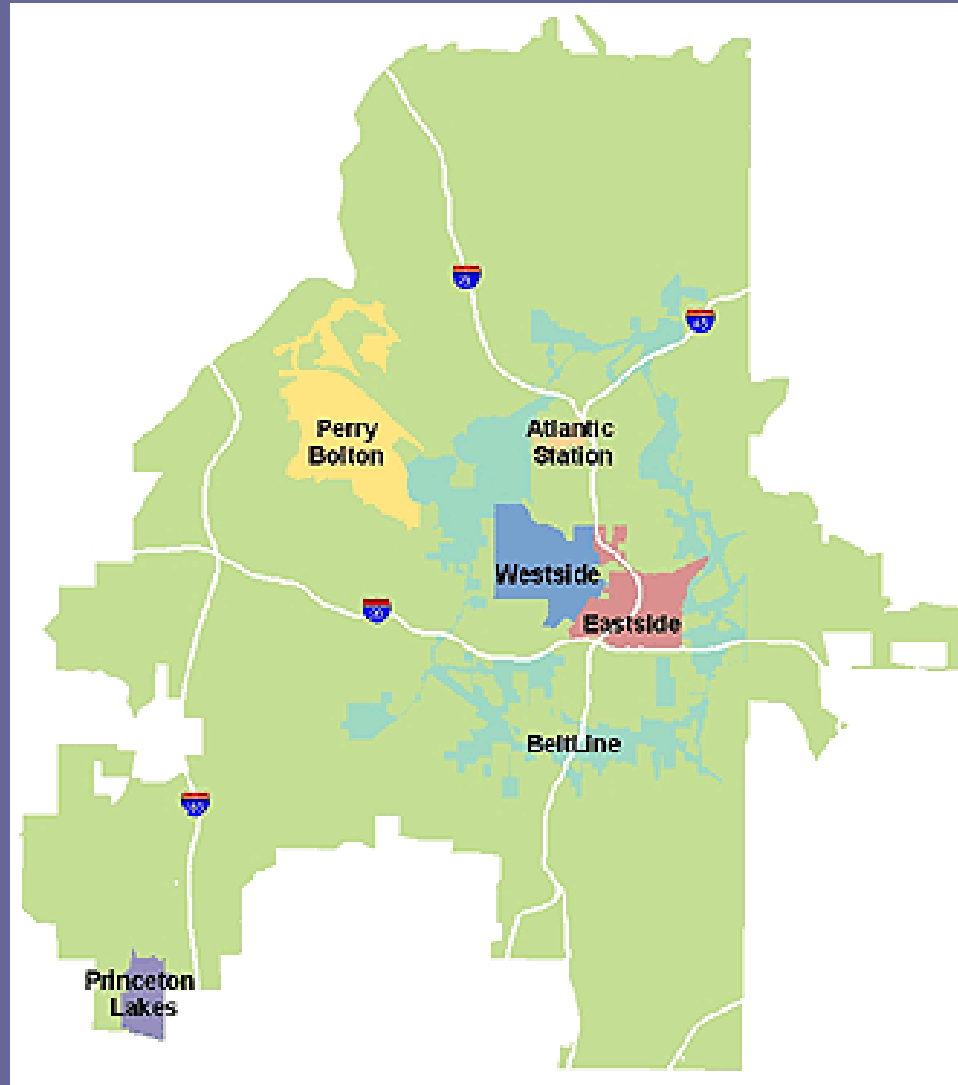 Perry
Bolton
Atlantic
Station
Westside
Eastside
BeltLine
Princeton
Lakes